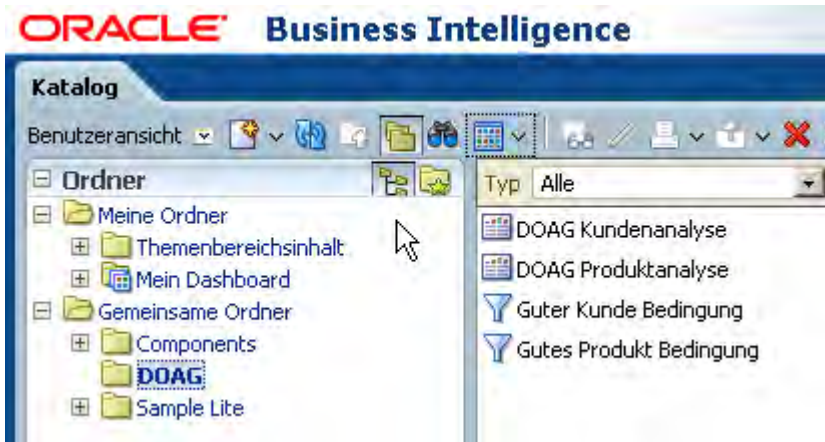 ORACLE Business Intelligence
Katalog
Benutzeransicht
Ordner
Meine Ordner
Themenbereichsinhalt
Mein Dashboard
Gemeinsame Ordner
Components
DOAG
Sample Lite
Typ Alle
DOAG Kundenanalyse
DOAG Produktanalyse
Guter Kunde Bedingung
Gutes Produkt Bedingung